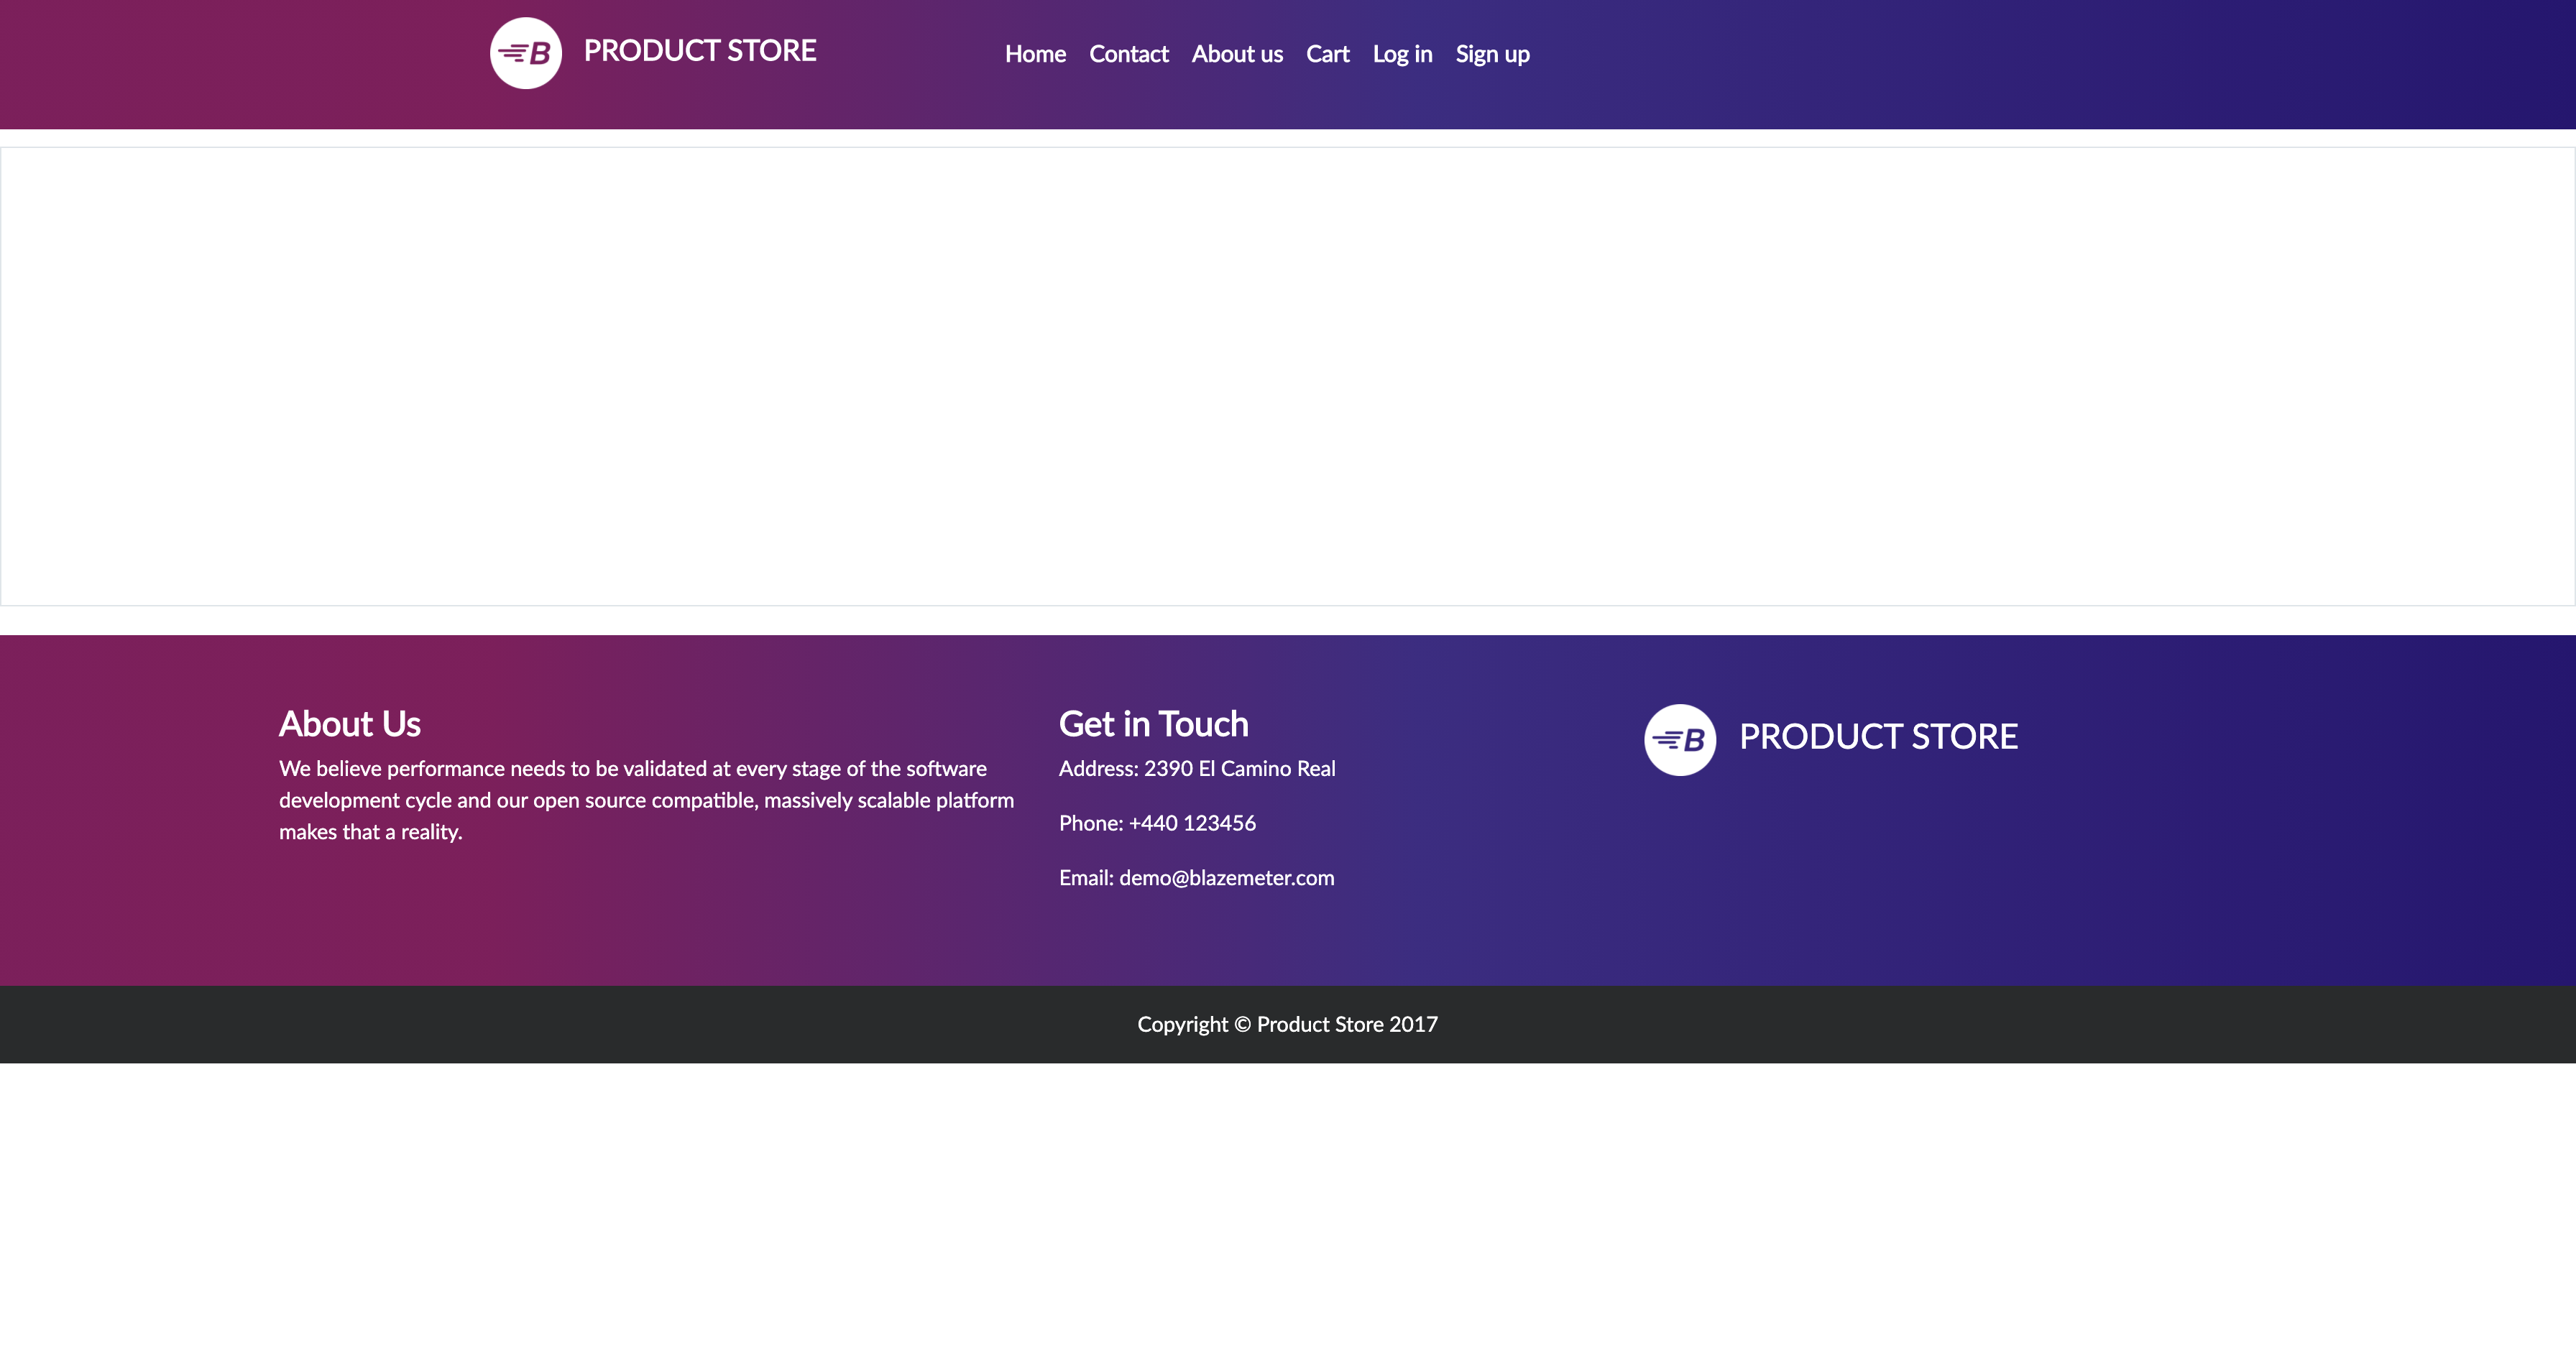 B PRODUCT STORE
Home Contact About us Cart Log in Sign up
About Us
We believe performance needs to be validated at every stage of the software
development cycle and our open source compatible, massively scalable platform
makes that a reality.
Get in Touch
Address: 2390 El Camino Real
Phone: +440 123456
Email: demo@blazemeter.com
B PRODUCT STORE
Copyright © Product Store 2017